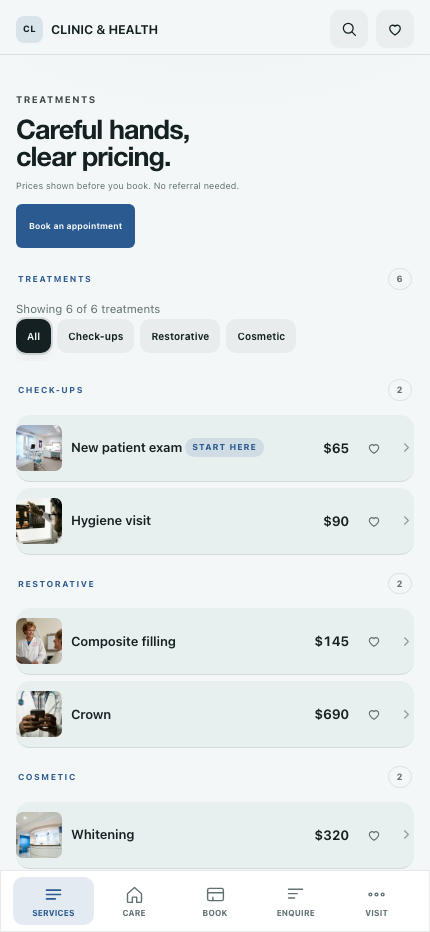 CL CLINIC & HEALTH
TREATMENTS
Careful hands,
clear pricing.
Prices shown before you book. No referral needed.
Book an appointment
TREATMENTS 6
Showing 6 of 6 treatments
All Check-ups Restorative Cosmetic
CHECK-UPS 2
New patient exam START HERE $65
Hygiene visit $90
RESTORATIVE 2
Composite filling $145
Crown $690
COSMETIC 2
Whitening $320
SERVICES CARE BOOK ENQUIRE VISIT